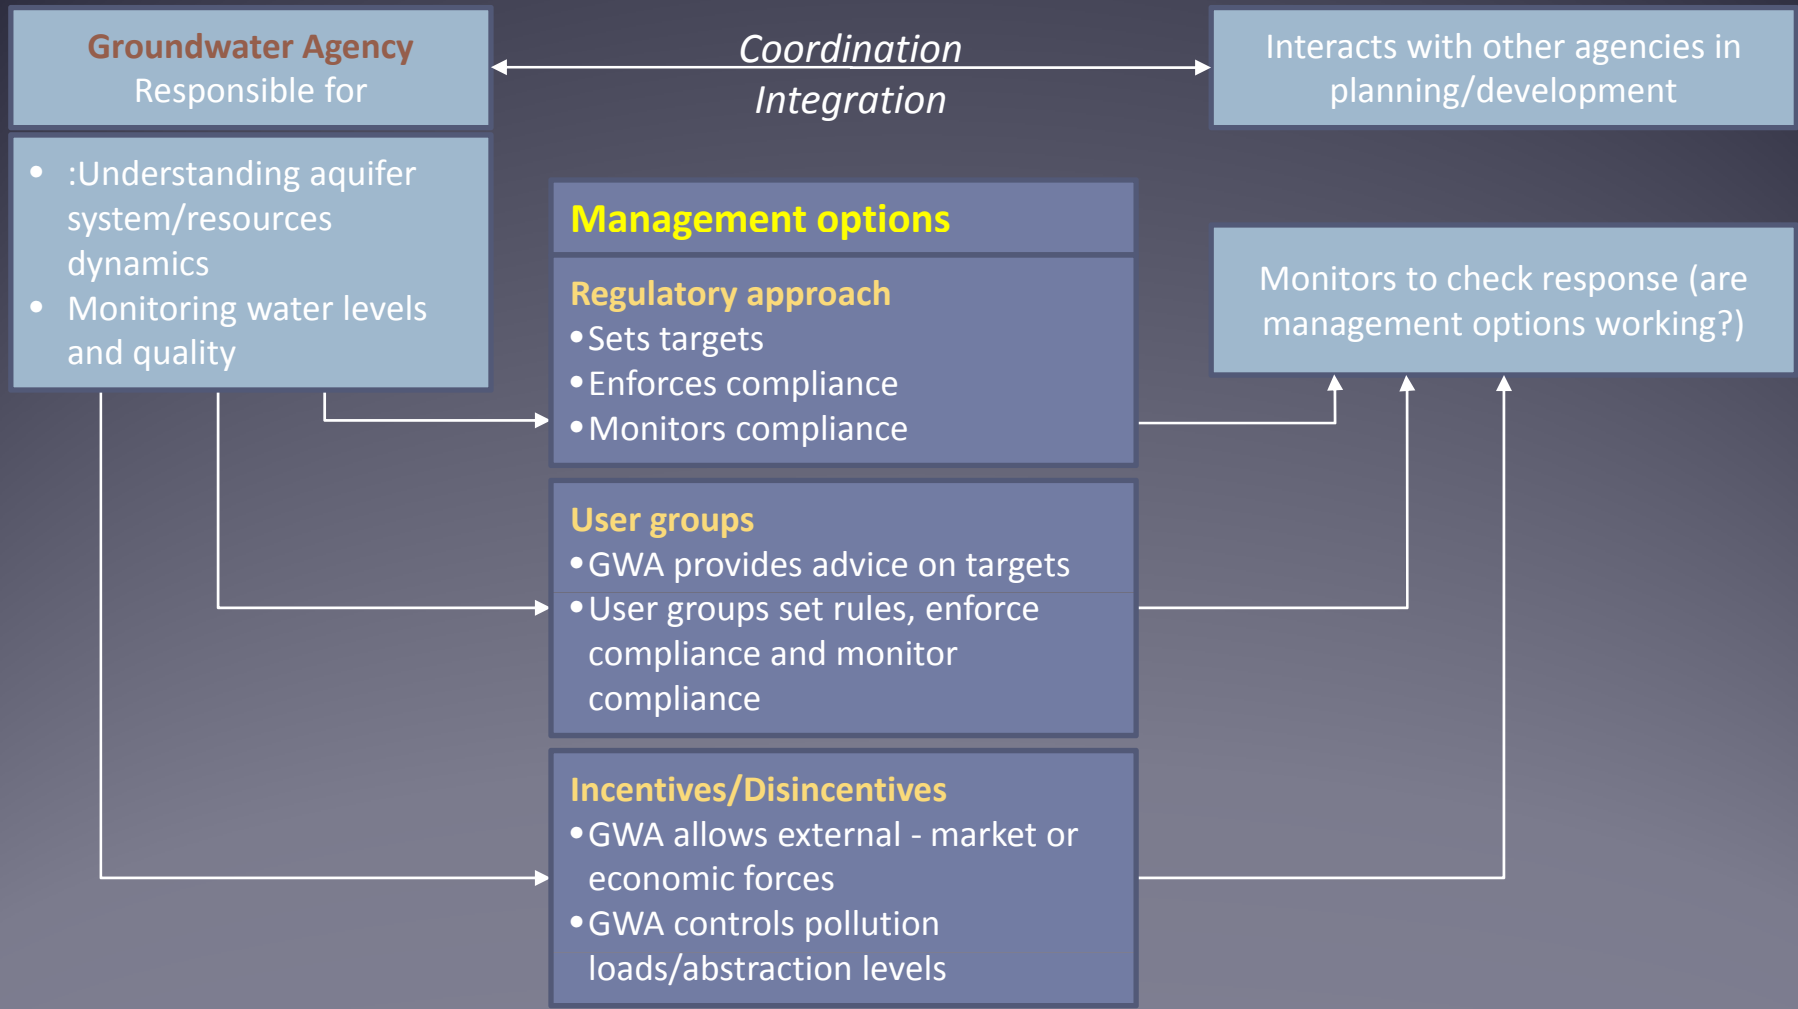 Groundwater Agency
Responsible for
Coordination
Integration
Interacts with other agencies in
planning/development
• :Understanding aquifer
system/resources
dynamics
• Monitoring water levels
and quality
Management options
Regulatory approach
•Sets targets
•Enforces compliance
•Monitors compliance
Monitors to check response (are
management options working?)
User groups
•GWA provides advice on targets
•User groups set rules, enforce
compliance and monitor
compliance
Incentives/Disincentives
•GWA allows external - market or
economic forces
•GWA controls pollution
loads/abstraction levels